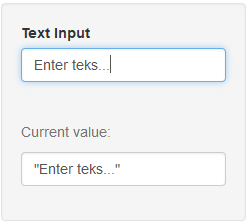 Text Input
Enter teks...
Current value:
"Enter teks..."